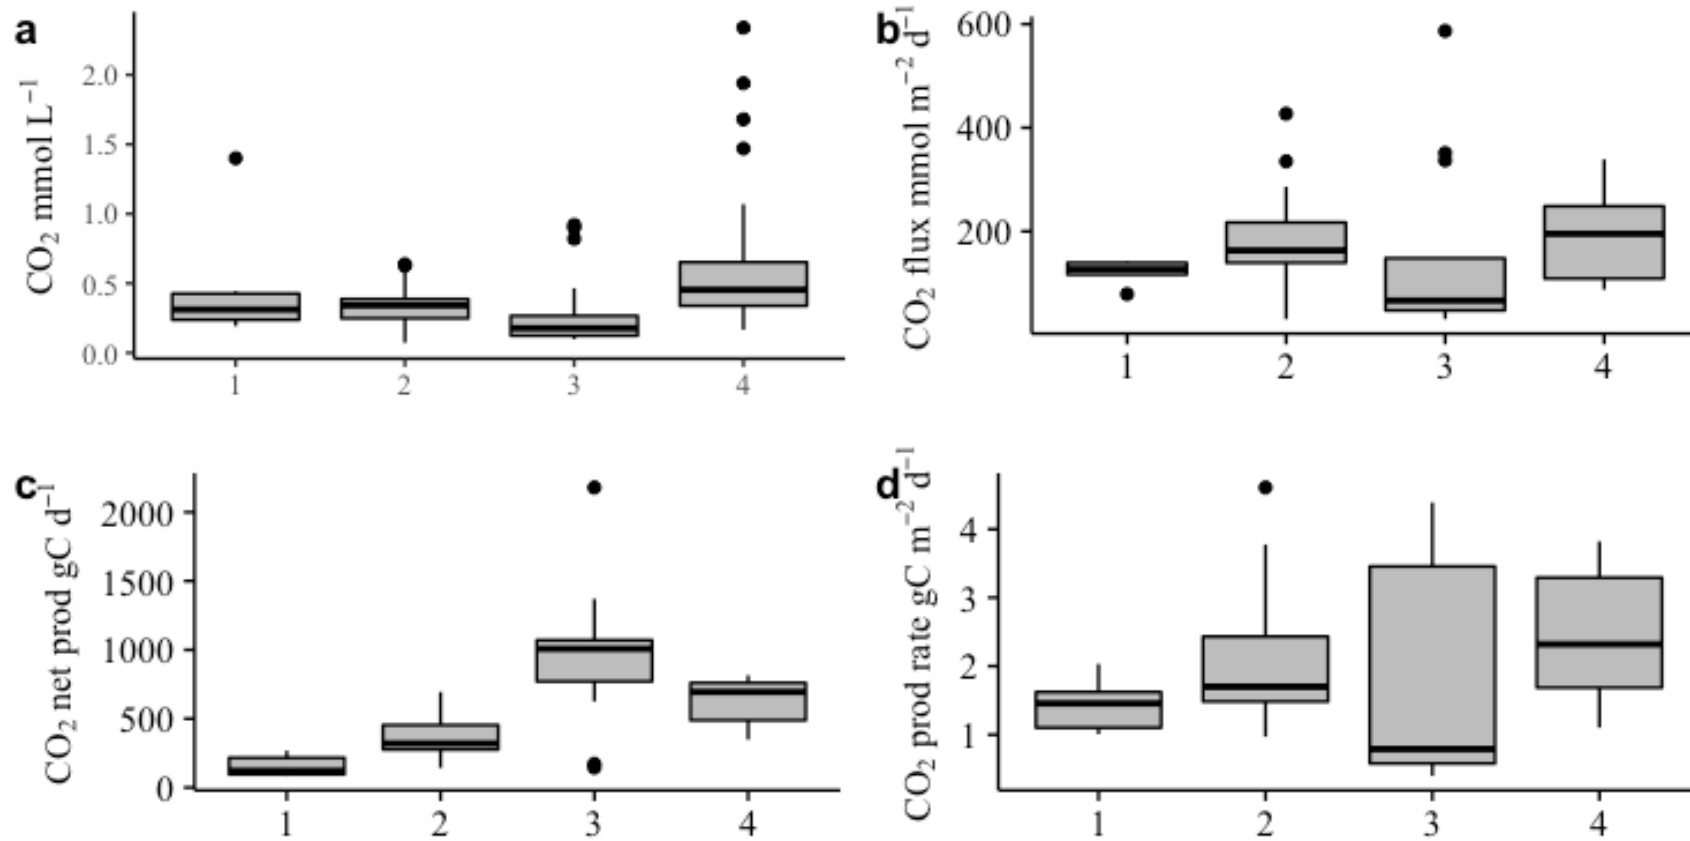 a
CO₂ mmol L⁻¹
2.0
1.5
1.0
0.5
0.0
1 2 3 4
b
CO₂ flux mmol m⁻² d⁻¹
600
400
200
1 2 3 4
c
CO₂ net prod gC d⁻¹
2000
1500
1000
500
0
1 2 3 4
d
CO₂ prod rate gC m⁻² d⁻¹
4
3
2
1
1 2 3 4